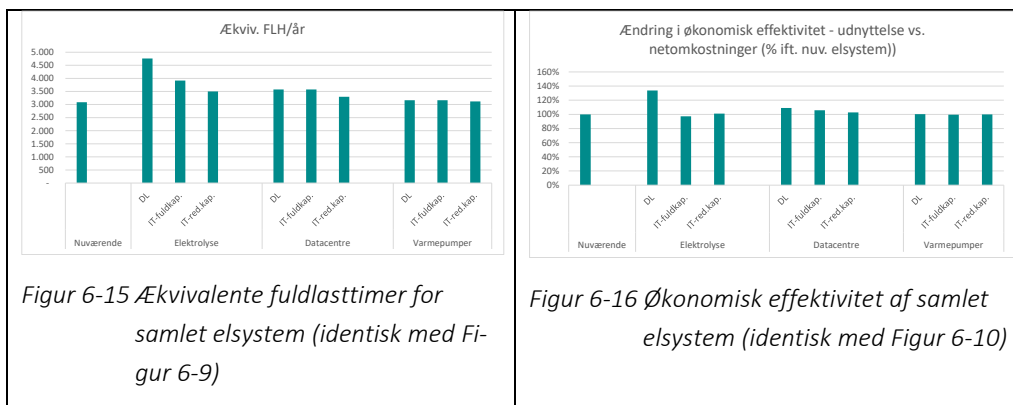 Ækviv. FLH/år
5.000
4.500
4.000
3.500
3.000
2.500
2.000
1.500
1.000
500
-
DL
IT-fuldkap.
IT-red.kap.
DL
IT-fuldkap.
IT-red.kap.
DL
IT-fuldkap.
IT-red.kap.
Nuværende
Elektrolyse
Datacentre
Varmepumper
Figur 6-15 Ækvivalente fuldlasttimer for
samlet elsystem (identisk med Fi-
gur 6-9)
Ændring i økonomisk effektivitet - udnyttelse vs.
netomkostninger (% ift. nuv. elsystem))
160%
140%
120%
100%
80%
60%
40%
20%
0%
DL
IT-fuldkap.
IT-red.kap.
DL
IT-fuldkap.
IT-red.kap.
DL
IT-fuldkap.
IT-red.kap.
Nuværende
Elektrolyse
Datacentre
Varmepumper
Figur 6-16 Økonomisk effektivitet af samlet
elsystem (identisk med Figur 6-10)